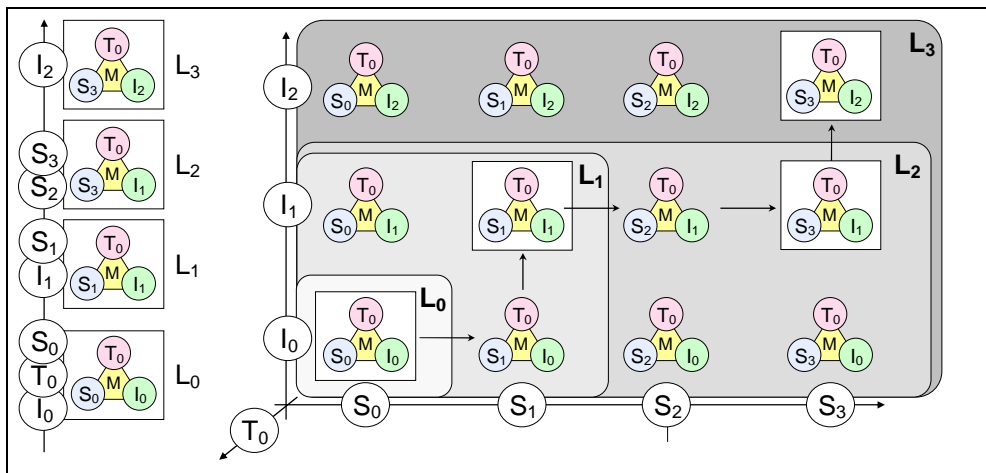 I₂
T₀
M
S₃ I₂
L₃
S₃
S₂
T₀
M
S₃ I₁
L₂
S₁
I₁
T₀
M
S₁ I₁
L₁
S₀
T₀
I₀
T₀
M
S₀ I₀
L₀
L₃
I₂
T₀ T₀ T₀ T₀
M M M M
S₀ I₂ S₁ I₂ S₂ I₂ S₃ I₂
L₁ L₂
I₁
T₀ T₀ T₀ T₀
M M M M
S₀ I₁ S₁ I₁ S₂ I₁ S₃ I₁
L₀
I₀
T₀ T₀ T₀ T₀
M M M M
S₀ I₀ S₁ I₀ S₂ I₀ S₃ I₀
S₀ S₁ S₂ S₃
T₀